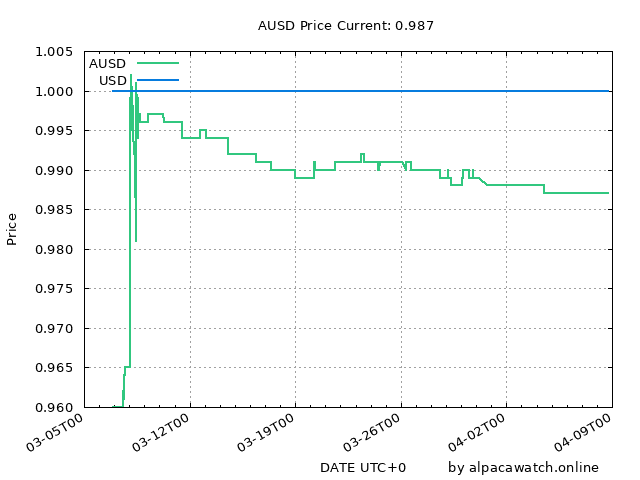 AUSD Price Current: 0.987
1.005
AUSD
USD
1.000
0.995
0.990
0.985
Price
0.980
0.975
0.970
0.965
0.960
03-05T00
03-12T00
03-19T00
03-26T00
04-02T00
04-09T00
DATE UTC+0
by alpacawatch.online